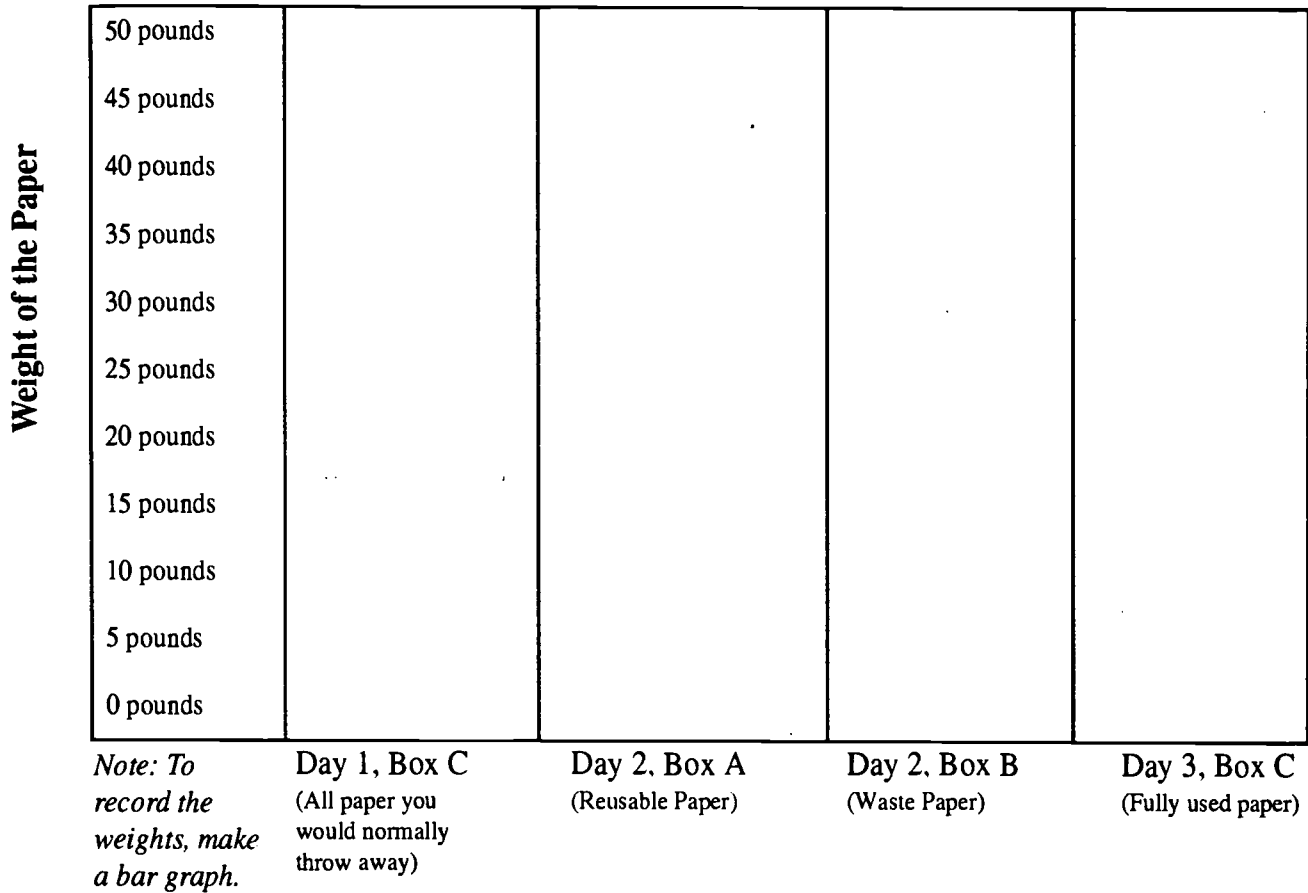 Weight of the Paper
50 pounds
45 pounds
40 pounds
35 pounds
30 pounds
25 pounds
20 pounds
15 pounds
10 pounds
5 pounds
0 pounds
Note: To
record the
weights, make
a bar graph.
Day 1, Box C
(All paper you
would normally
throw away)
Day 2, Box A
(Reusable Paper)
Day 2, Box B
(Waste Paper)
Day 3, Box C
(Fully used paper)